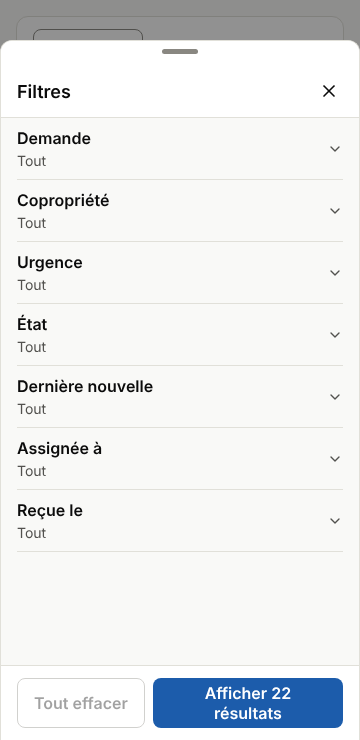 Filtres
Demande
Tout
Copropriété
Tout
Urgence
Tout
État
Tout
Dernière nouvelle
Tout
Assignée à
Tout
Reçue le
Tout
Tout effacer
Afficher 22
résultats